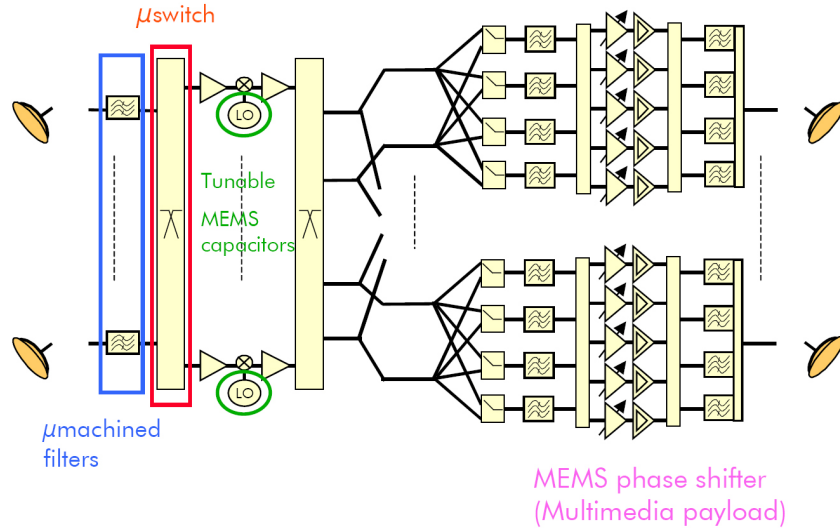 μswitch
LO
Tunable
MEMS
capacitors
LO
μmachined
filters
MEMS phase shifter
(Multimedia payload)